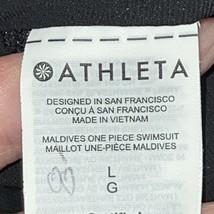 ATHLETA
DESIGNED IN SAN FRANCISCO
CONÇU À SAN FRANCISCO
MADE IN VIETNAM
MALDIVES ONE PIECE SWIMSUIT
MAILLOT UNE-PIÈCE MALDIVES
L
G